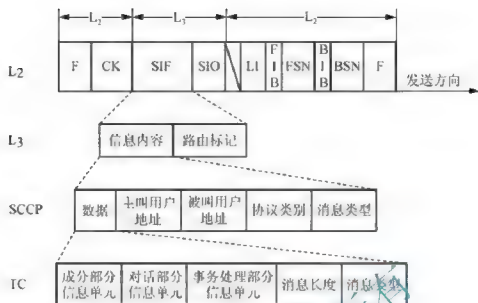 L₂ L₃ L₂
L2 F CK SIF SIO LI FIB FSN BIB BSN F 发送方向
L3 信息内容 路由标记
SCCP 数据 主叫用户地址 被叫用户地址 协议类别 消息类型
TC 成分部分信息单元 对话部分信息单元 事务处理部分信息单元 消息长度 消息类型